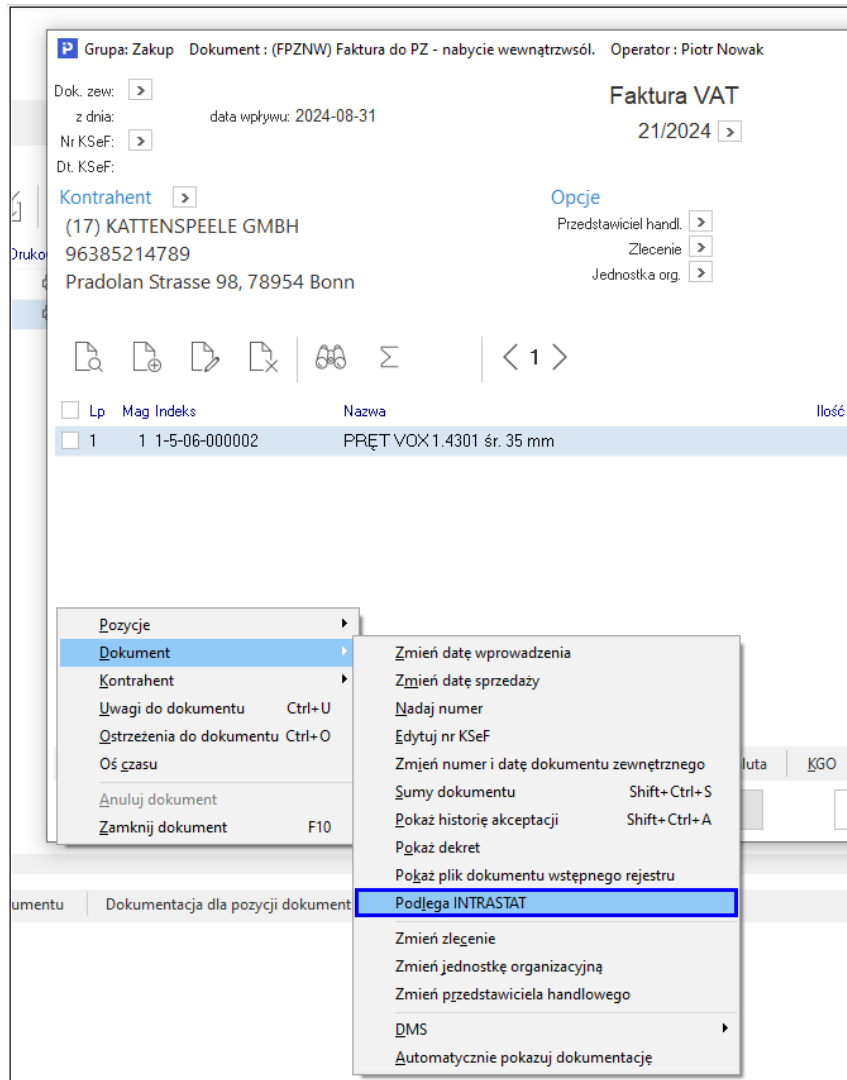 Grupa: Zakup Dokument : (FPZNW) Faktura do PZ - nabycie wewnątrzwsól. Operator : Piotr Nowak
Dok. zew: >
Faktura VAT
z dnia: data wpływu: 2024-08-31
21/2024 >
Nr KSeF: >
Dt. KSeF:
Kontrahent >
Opcje
(17) KATTENSPEELE GMBH
Przedstawiciel handl. >
96385214789
Zlecenie >
Pradolan Strasse 98, 78954 Bonn
Jednostka org. >
< 1 >
Lp Mag Indeks Nazwa Ilość
1 1 1-5-06-000002 PRĘT VOX 1.4301 śr. 35 mm
Pozycje
Dokument
Kontrahent
Uwagi do dokumentu Ctrl+U
Ostrzeżenia do dokumentu Ctrl+O
Oś czasu
Anuluj dokument
Zamknij dokument F10
Zmień datę wprowadzenia
Zmień datę sprzedaży
Nadaj numer
Edytuj nr KSeF
Zmień numer i datę dokumentu zewnętrznego
Sumy dokumentu Shift+Ctrl+S
Pokaż historię akceptacji Shift+Ctrl+A
Pokaż dekret
Pokaż plik dokumentu wstępnego rejestru
Podlega INTRASTAT
Zmień zlecenie
Zmień jednostkę organizacyjną
Zmień przedstawiciela handlowego
DMS
Automatycznie pokazuj dokumentację
luta KGO
umentu Dokumentacja dla pozycji dokument
Druko